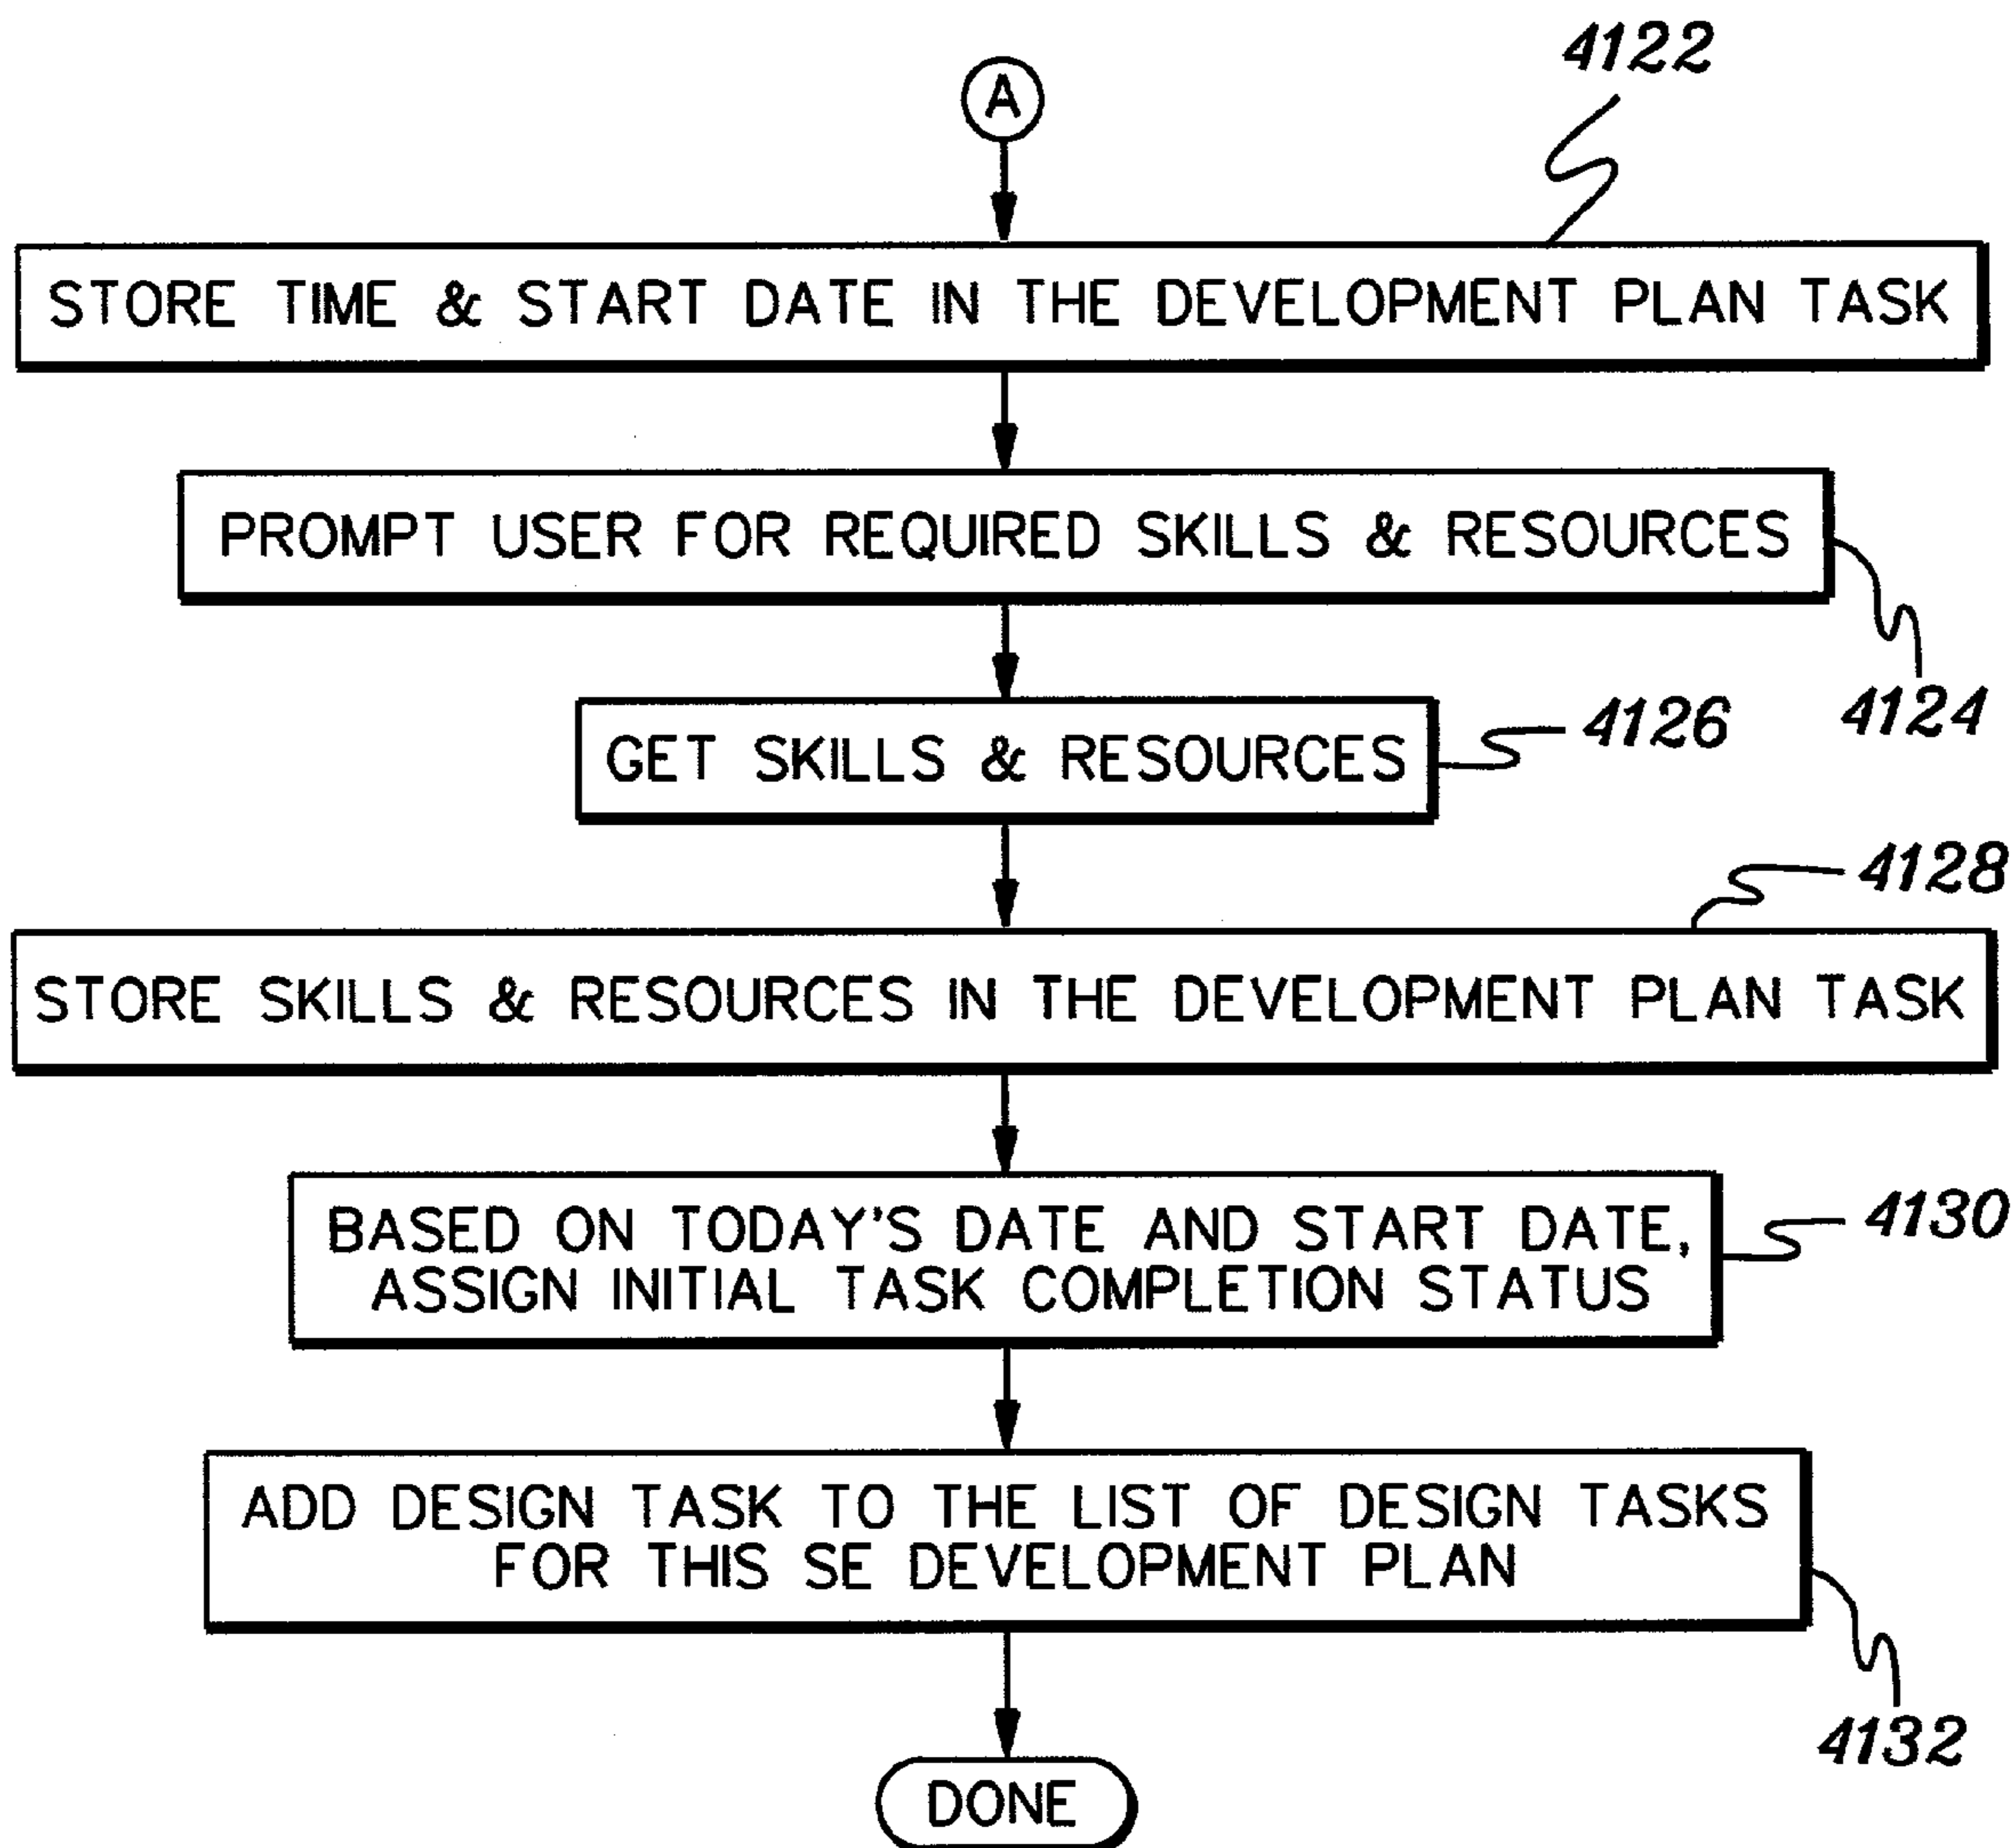 4122
A
STORE TIME & START DATE IN THE DEVELOPMENT PLAN TASK
PROMPT USER FOR REQUIRED SKILLS & RESOURCES
4124
GET SKILLS & RESOURCES
4126
4128
STORE SKILLS & RESOURCES IN THE DEVELOPMENT PLAN TASK
BASED ON TODAY'S DATE AND START DATE,
ASSIGN INITIAL TASK COMPLETION STATUS
4130
ADD DESIGN TASK TO THE LIST OF DESIGN TASKS
FOR THIS SE DEVELOPMENT PLAN
4132
DONE